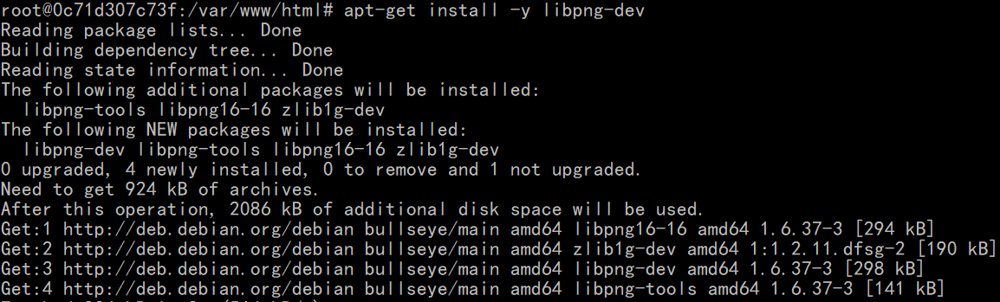 root@0c71d307c73f:/var/www/html# apt-get install -y libpng-dev
Reading package lists... Done
Building dependency tree... Done
Reading state information... Done
The following additional packages will be installed:
  libpng-tools libpng16-16 zlib1g-dev
The following NEW packages will be installed:
  libpng-dev libpng-tools libpng16-16 zlib1g-dev
0 upgraded, 4 newly installed, 0 to remove and 1 not upgraded.
Need to get 924 kB of archives.
After this operation, 2086 kB of additional disk space will be used.
Get:1 http://deb.debian.org/debian bullseye/main amd64 libpng16-16 amd64 1.6.37-3 [294 kB]
Get:2 http://deb.debian.org/debian bullseye/main amd64 zlib1g-dev amd64 1:1.2.11.dfsg-2 [190 kB]
Get:3 http://deb.debian.org/debian bullseye/main amd64 libpng-dev amd64 1.6.37-3 [298 kB]
Get:4 http://deb.debian.org/debian bullseye/main amd64 libpng-tools amd64 1.6.37-3 [141 kB]